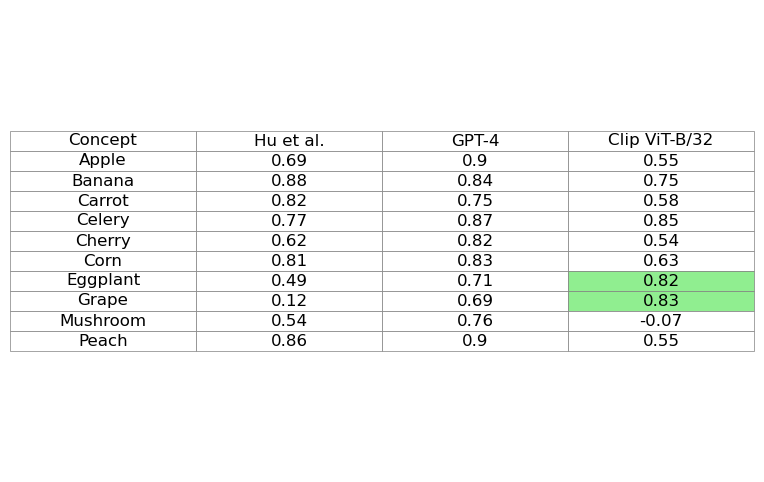 Concept Hu et al. GPT-4 Clip ViT-B/32
Apple 0.69 0.9 0.55
Banana 0.88 0.84 0.75
Carrot 0.82 0.75 0.58
Celery 0.77 0.87 0.85
Cherry 0.62 0.82 0.54
Corn 0.81 0.83 0.63
Eggplant 0.49 0.71 0.82
Grape 0.12 0.69 0.83
Mushroom 0.54 0.76 -0.07
Peach 0.86 0.9 0.55